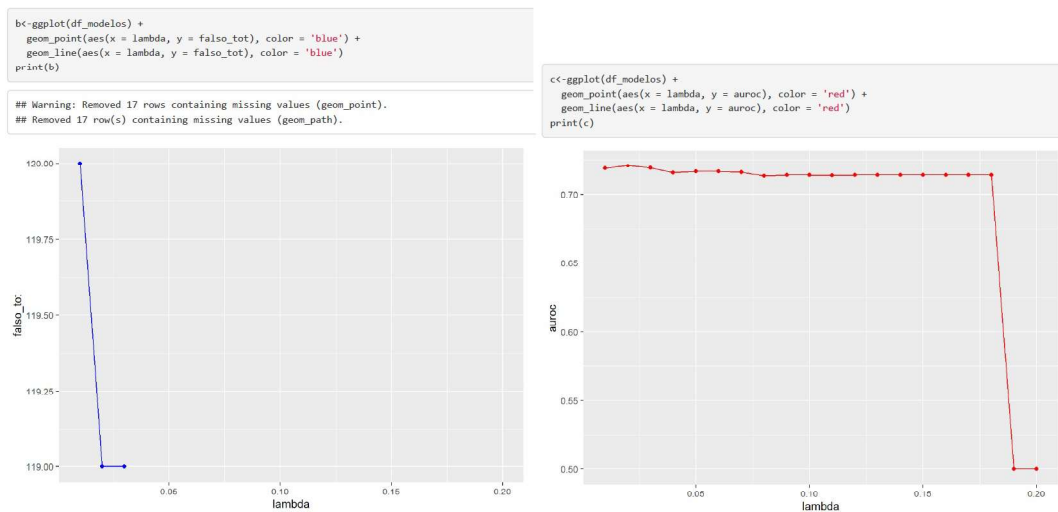 b<-ggplot(df_modelos) +
geom_point(aes(x = lambda, y = falso_tot), color = 'blue') +
geom_line(aes(x = lambda, y = falso_tot), color = 'blue')
print(b)
## Warning: Removed 17 rows containing missing values (geom_point).
## Removed 17 row(s) containing missing values (geom_path).
120.00
119.75
119.50
119.25
119.00
falso_to:
0.05
0.10
0.15
0.20
lambda
c<-ggplot(df_modelos) +
geom_point(aes(x = lambda, y = auroc), color = 'red') +
geom_line(aes(x = lambda, y = auroc), color = 'red')
print(c)
0.70
0.65
0.60
0.55
0.50
auroc
0.05
0.10
0.15
0.20
lambda